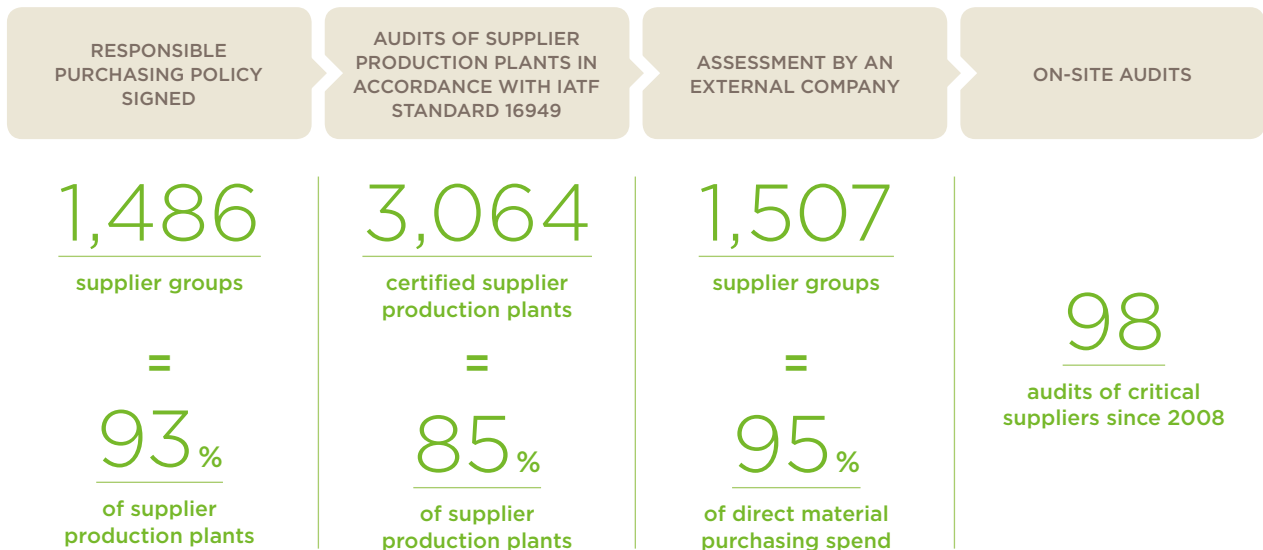 RESPONSIBLE
PURCHASING POLICY
SIGNED
AUDITS OF SUPPLIER
PRODUCTION PLANTS IN
ACCORDANCE WITH IATF
STANDARD 16949
ASSESSMENT BY AN
EXTERNAL COMPANY
ON-SITE AUDITS
1,486
supplier groups
=
93 %
of supplier
production plants
3,064
certified supplier
production plants
=
85 %
of supplier
production plants
1,507
supplier groups
=
95 %
of direct material
purchasing spend
98
audits of critical
suppliers since 2008